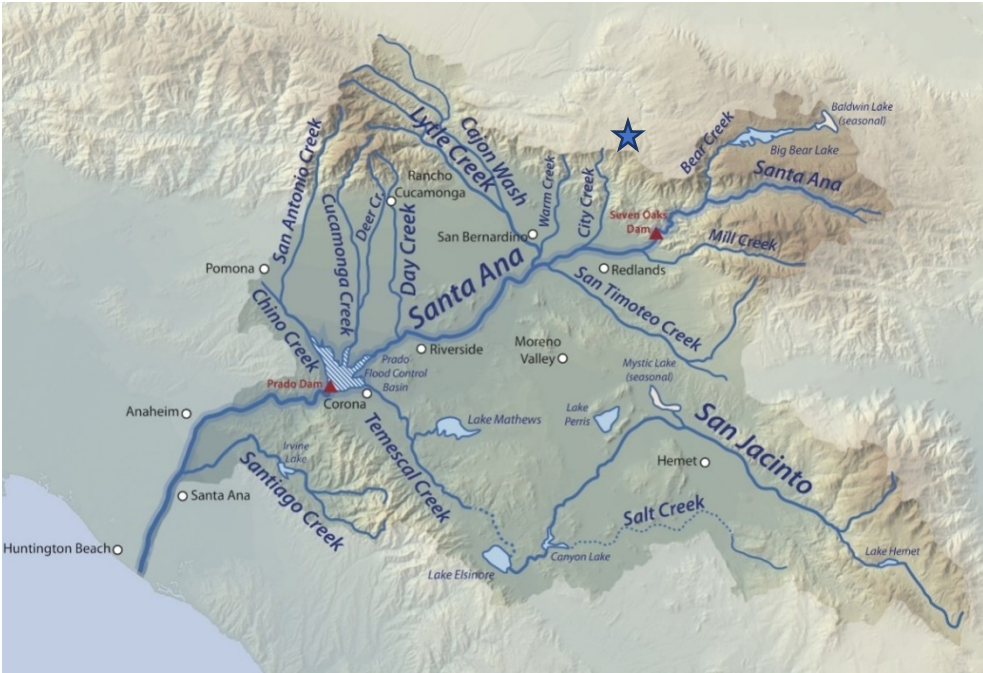 Baldwin Lake
(seasonal)
Big Bear Lake
Bear Creek
Santa Ana
Cajon Wash
Lytle Creek
San Antonio Creek
Rancho
Cucamonga
Cucamonga Creek
Deer Cr.
Day Creek
Warm Creek
City Creek
Seven Oaks
Dam
Mill Creek
San Bernardino
Pomona
Redlands
Santa Ana
San Timoteo Creek
Chino Creek
Riverside
Moreno
Valley
Prado
Flood Control
Basin
Prado Dam
Corona
Mystic Lake
(seasonal)
Anaheim
Lake Mathews
Lake
Perris
San Jacinto
Temescal Creek
Irvine
Lake
Hemet
Santiago Creek
Santa Ana
Salt Creek
Huntington Beach
Canyon Lake
Lake Hemet
Lake Elsinore